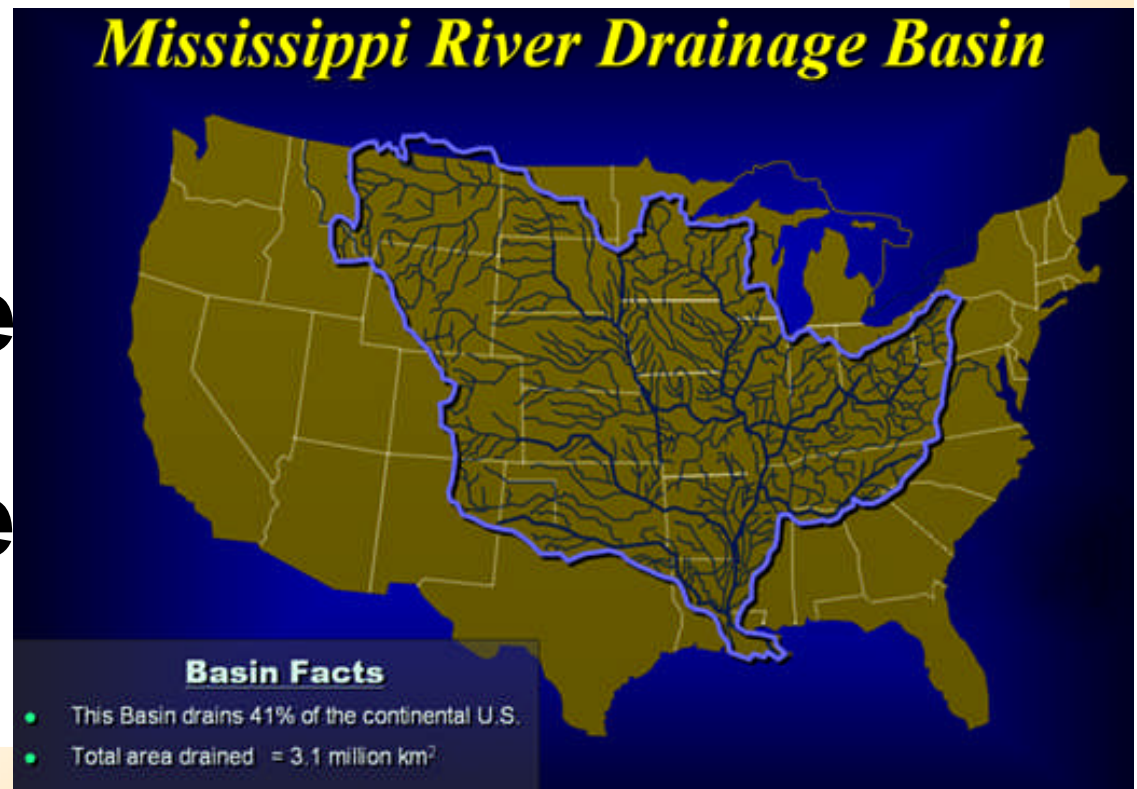 Mississippi River Drainage Basin
e
e
Basin Facts
• This Basin drains 41% of the continental U.S.
• Total area drained = 3.1 million km²